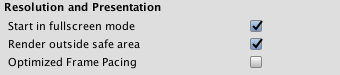 Resolution and Presentation
Start in fullscreen mode
Render outside safe area
Optimized Frame Pacing